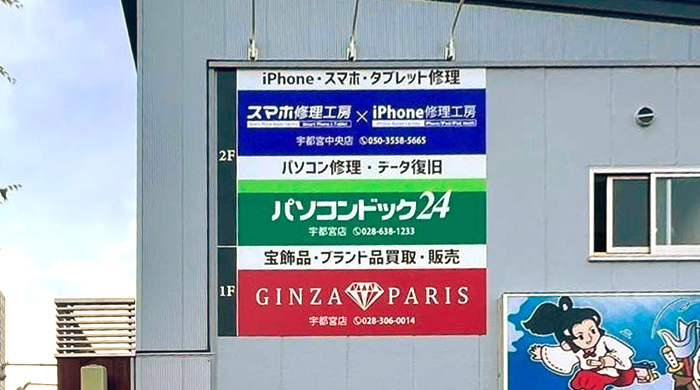 iPhone・スマホ・タブレット修理
スマホ修理工房 × iPhone修理工房
宇都宮中央店 050-3558-5665
2F
パソコン修理・データ復旧
パソコンドック24
宇都宮店 028-638-1233
宝飾品・ブランド品買取・販売
1F
GINZA PARIS
宇都宮店 028-306-0014